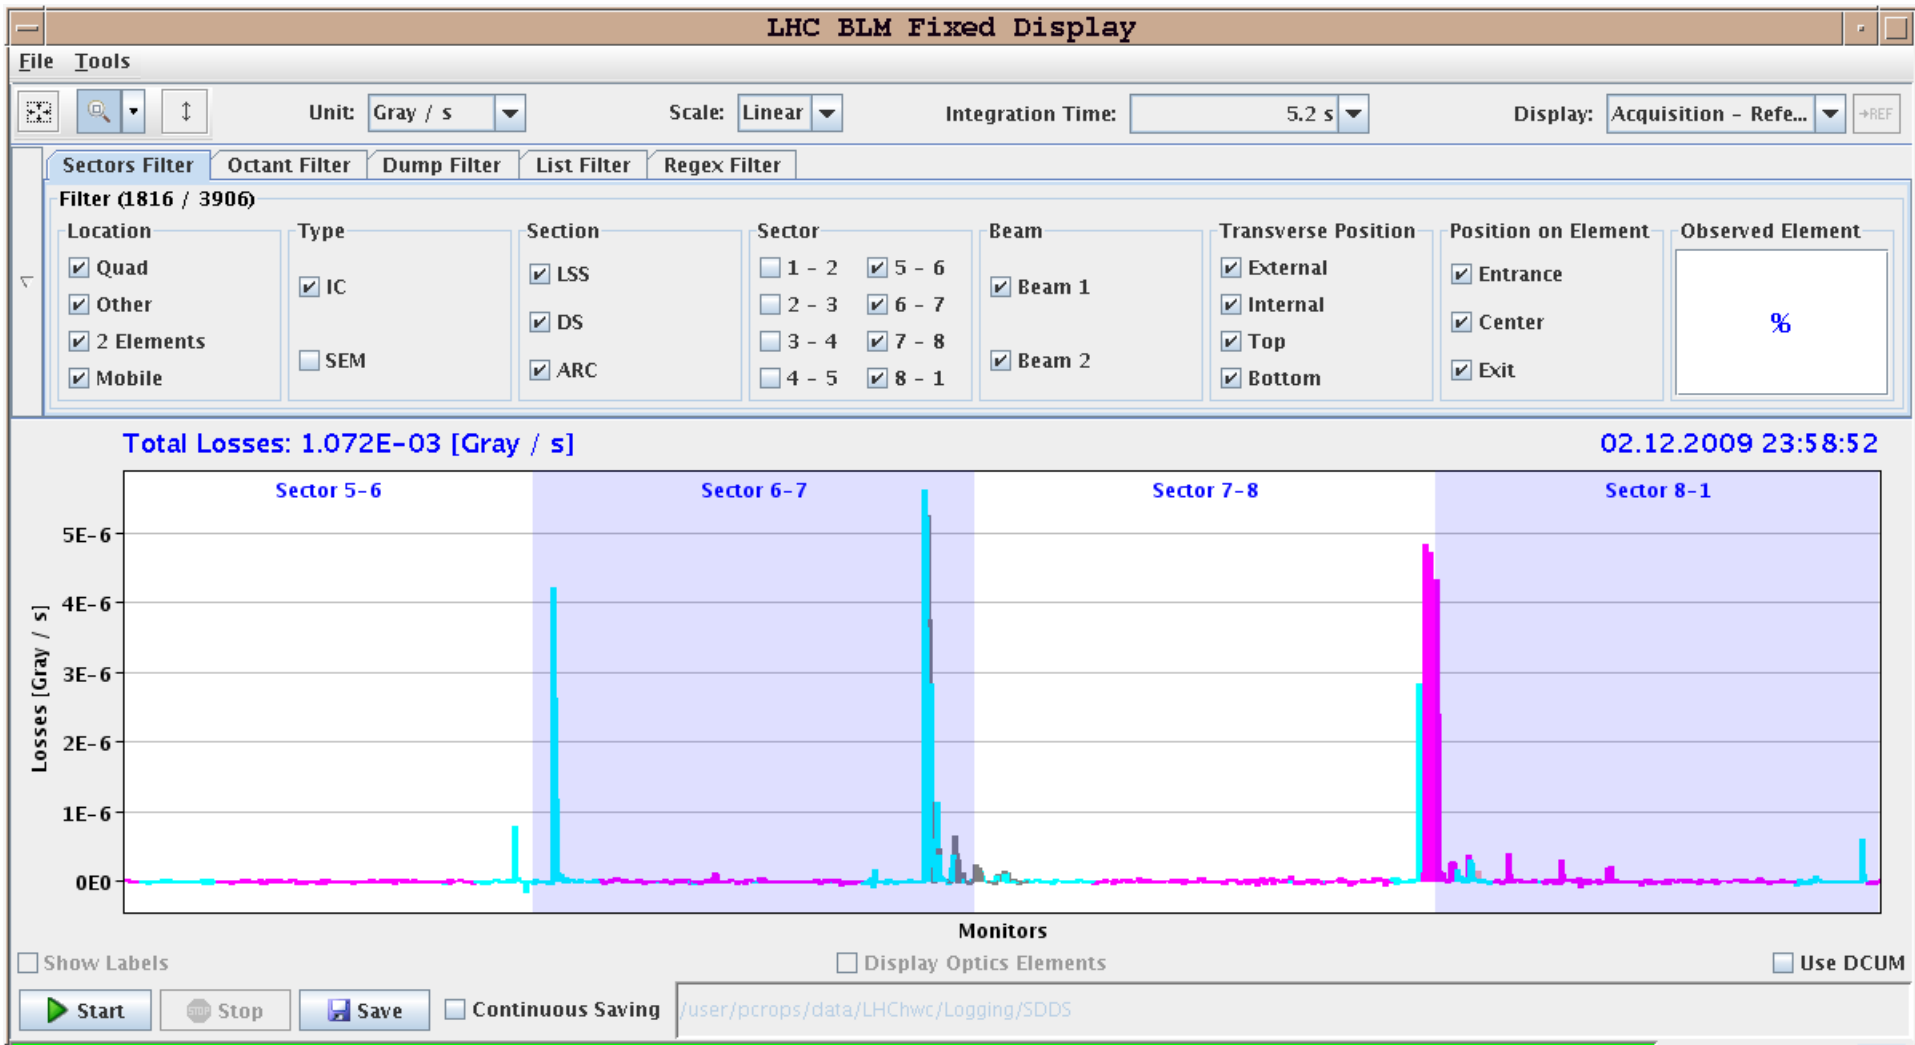 LHC BLM Fixed Display
File Tools
Unit: Gray / s Scale: Linear Integration Time: 5.2 s Display: Acquisition - Refe... →REF
Sectors Filter Octant Filter Dump Filter List Filter Regex Filter
Filter (1816 / 3906)
Location Type Section Sector Beam Transverse Position Position on Element Observed Element
Quad IC LSS 1 - 2 5 - 6 Beam 1 External Entrance %
Other DS 2 - 3 6 - 7 Internal Center
2 Elements SEM ARC 3 - 4 7 - 8 Beam 2 Top Exit
Mobile 4 - 5 8 - 1 Bottom
Total Losses: 1.072E-03 [Gray / s] 02.12.2009 23:58:52
Sector 5-6 Sector 6-7 Sector 7-8 Sector 8-1
5E-6
4E-6
3E-6
2E-6
1E-6
0E0
Losses [Gray / s]
Monitors
Show Labels Display Optics Elements Use DCUM
Start STOP Stop Save Continuous Saving /user/pcrops/data/LHChwc/Logging/SDDS